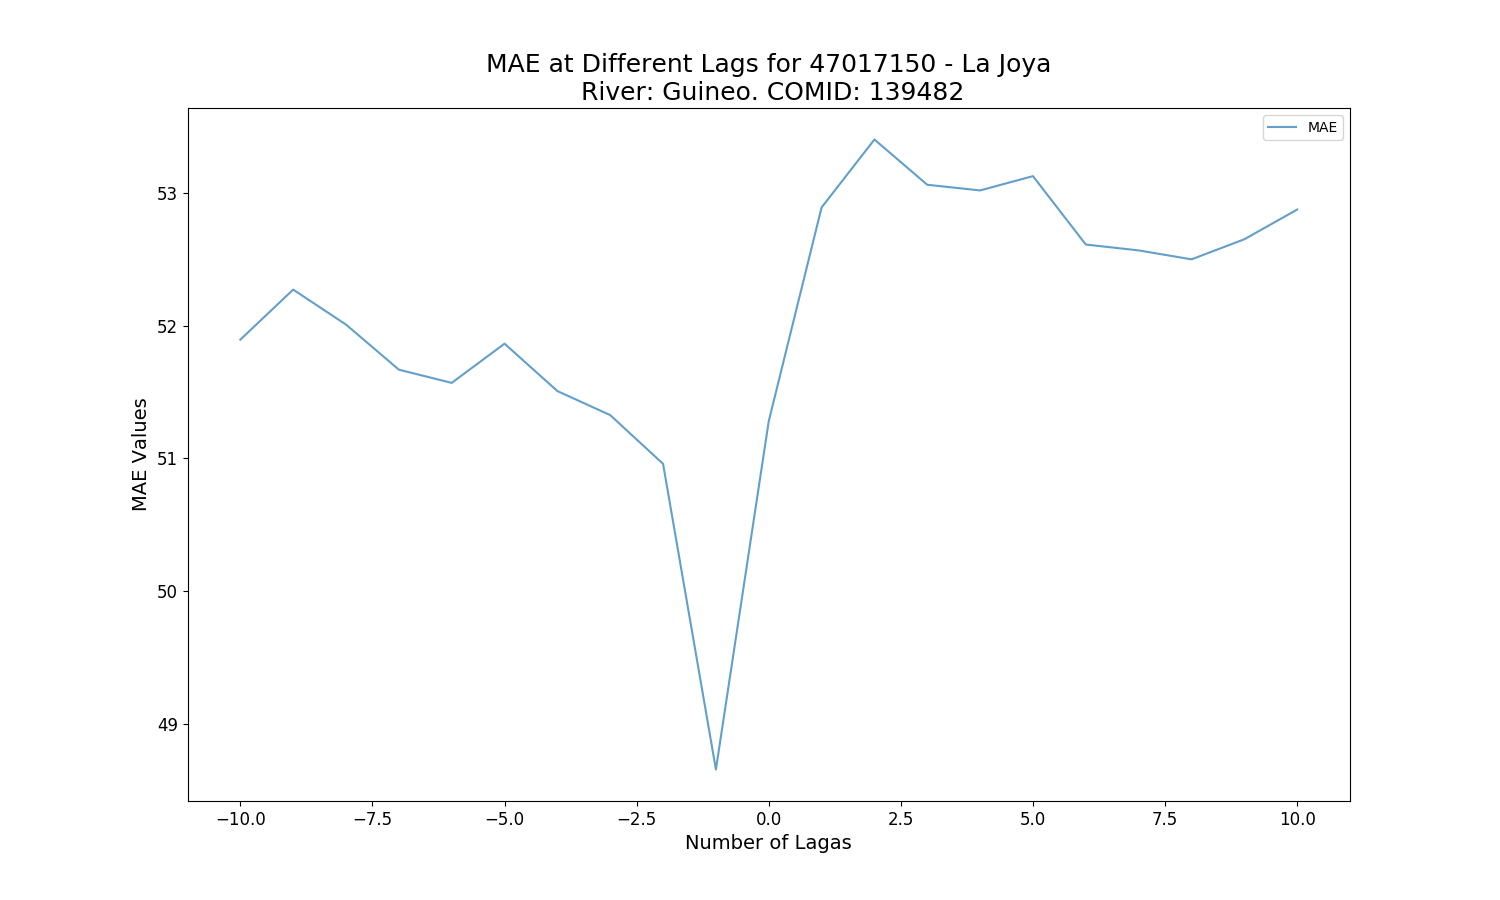 MAE at Different Lags for 47017150 - La Joya
River: Guineo. COMID: 139482
MAE
53
52
51
50
49
MAE Values
−10.0 −7.5 −5.0 −2.5 0.0 2.5 5.0 7.5 10.0
Number of Lagas